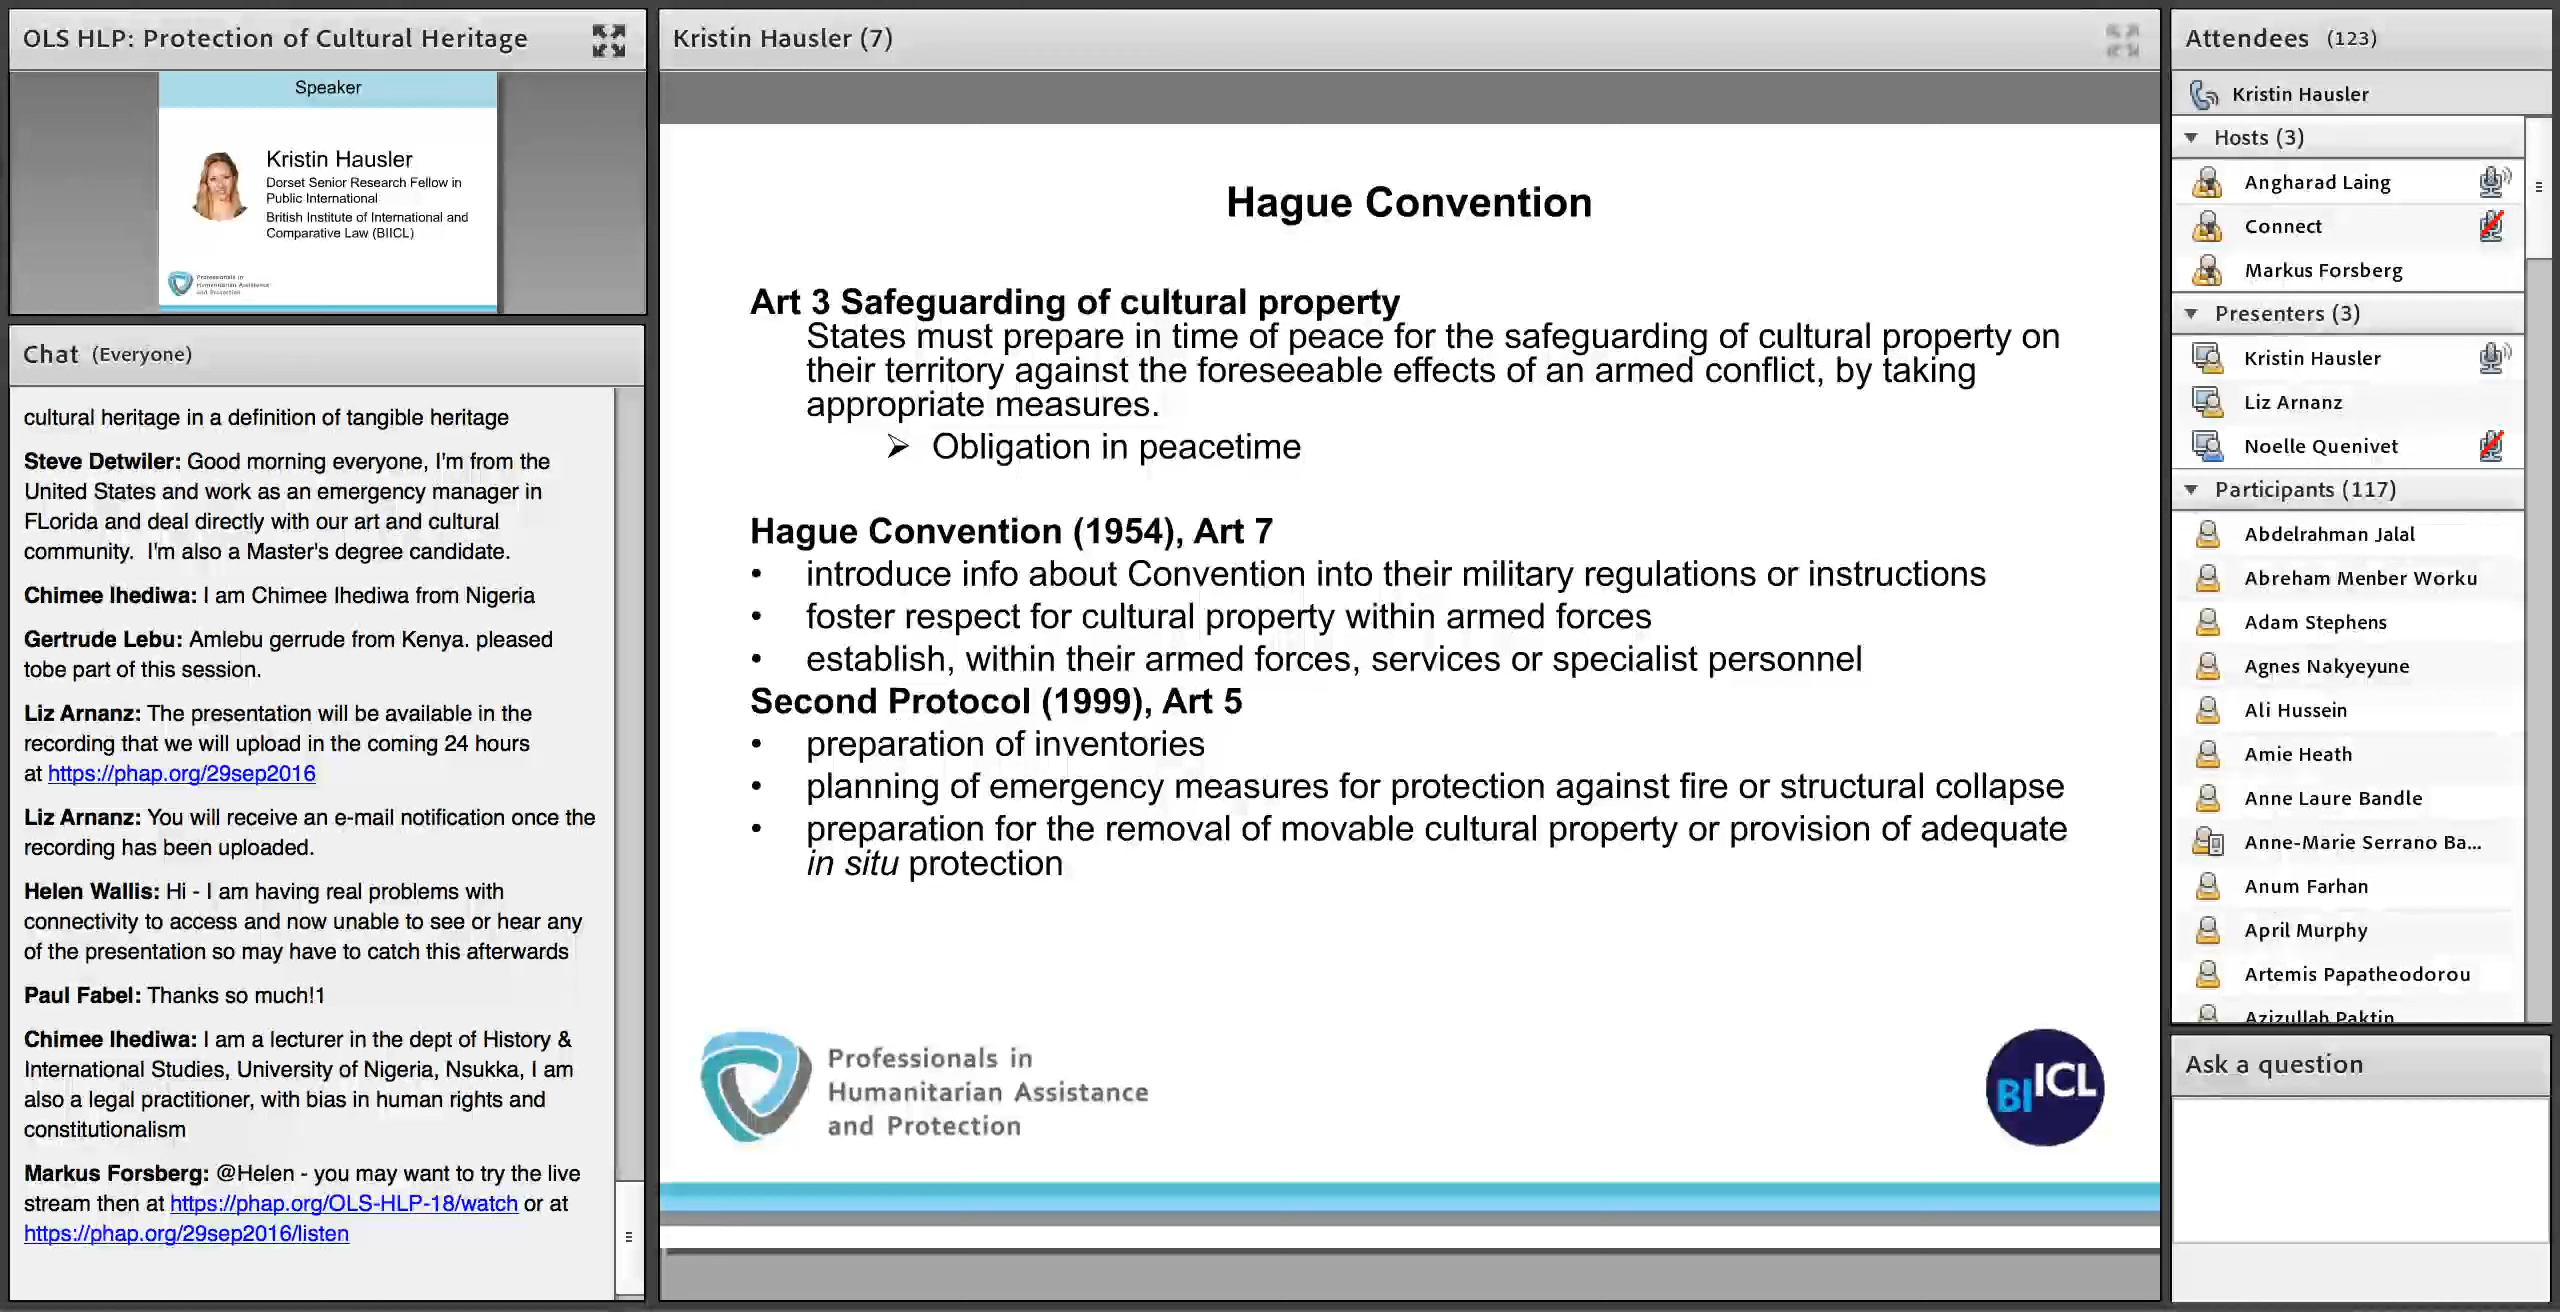 OLS HLP: Protection of Cultural Heritage
Speaker
Kristin Hausler
Dorset Senior Research Fellow in
Public International
British Institute of International and
Comparative Law (BIICL)
Professionals in
Humanitarian Assistance
and Protection
Chat (Everyone)
cultural heritage in a definition of tangible heritage
Steve Detwiler: Good morning everyone, I'm from the
United States and work as an emergency manager in
FLorida and deal directly with our art and cultural
community. I'm also a Master's degree candidate.
Chimee Ihediwa: I am Chimee Ihediwa from Nigeria
Gertrude Lebu: Amlebu gerrude from Kenya. pleased
tobe part of this session.
Liz Arnanz: The presentation will be available in the
recording that we will upload in the coming 24 hours
at https://phap.org/29sep2016
Liz Arnanz: You will receive an e-mail notification once the
recording has been uploaded.
Helen Wallis: Hi - I am having real problems with
connectivity to access and now unable to see or hear any
of the presentation so may have to catch this afterwards
Paul Fabel: Thanks so much!1
Chimee Ihediwa: I am a lecturer in the dept of History &
International Studies, University of Nigeria, Nsukka, I am
also a legal practitioner, with bias in human rights and
constitutionalism
Markus Forsberg: @Helen - you may want to try the live
stream then at https://phap.org/OLS-HLP-18/watch or at
https://phap.org/29sep2016/listen
Kristin Hausler (7)
Hague Convention
Art 3 Safeguarding of cultural property
States must prepare in time of peace for the safeguarding of cultural property on
their territory against the foreseeable effects of an armed conflict, by taking
appropriate measures.
➢ Obligation in peacetime
Hague Convention (1954), Art 7
• introduce info about Convention into their military regulations or instructions
• foster respect for cultural property within armed forces
• establish, within their armed forces, services or specialist personnel
Second Protocol (1999), Art 5
• preparation of inventories
• planning of emergency measures for protection against fire or structural collapse
• preparation for the removal of movable cultural property or provision of adequate
in situ protection
Professionals in
Humanitarian Assistance
and Protection
BIICL
Attendees (123)
Kristin Hausler
Hosts (3)
Angharad Laing
Connect
Markus Forsberg
Presenters (3)
Kristin Hausler
Liz Arnanz
Noelle Quenivet
Participants (117)
Abdelrahman Jalal
Abreham Menber Worku
Adam Stephens
Agnes Nakyeyune
Ali Hussein
Amie Heath
Anne Laure Bandle
Anne-Marie Serrano Ba...
Anum Farhan
April Murphy
Artemis Papatheodorou
Azizullah Paktin
Ask a question